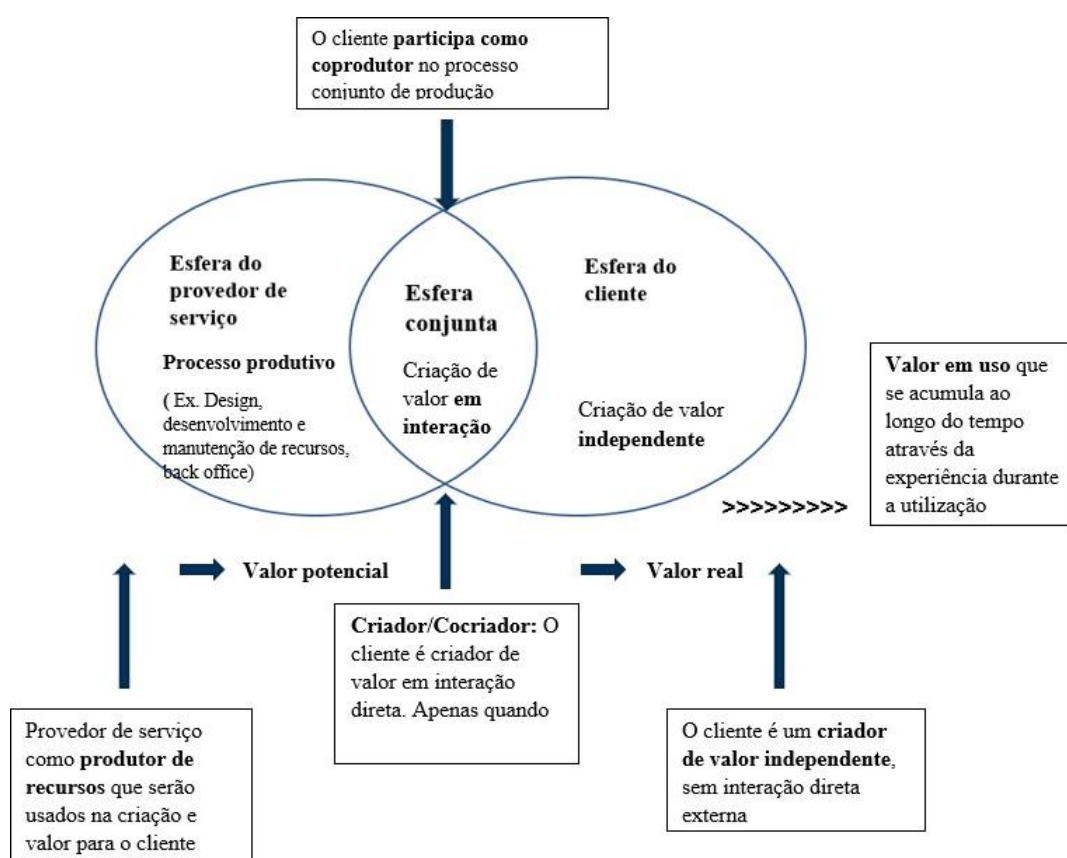 O cliente participa como
coprodutor no processo
conjunto de produção
Esfera do
provedor de
serviço
Processo produtivo
( Ex. Design,
desenvolvimento e
manutenção de recursos,
back office)
Esfera
conjunta
Criação de
valor em
interação
Esfera do
cliente
Criação de valor
independente
>>>>>>>>>
Valor em uso que
se acumula ao
longo do tempo
através da
experiência durante
a utilização
Valor potencial
Valor real
Provedor de serviço
como produtor de
recursos que serão
usados na criação e
valor para o cliente
Criador/Cocriador: O
cliente é criador de
valor em interação
direta. Apenas quando
O cliente é um criador
de valor independente,
sem interação direta
externa